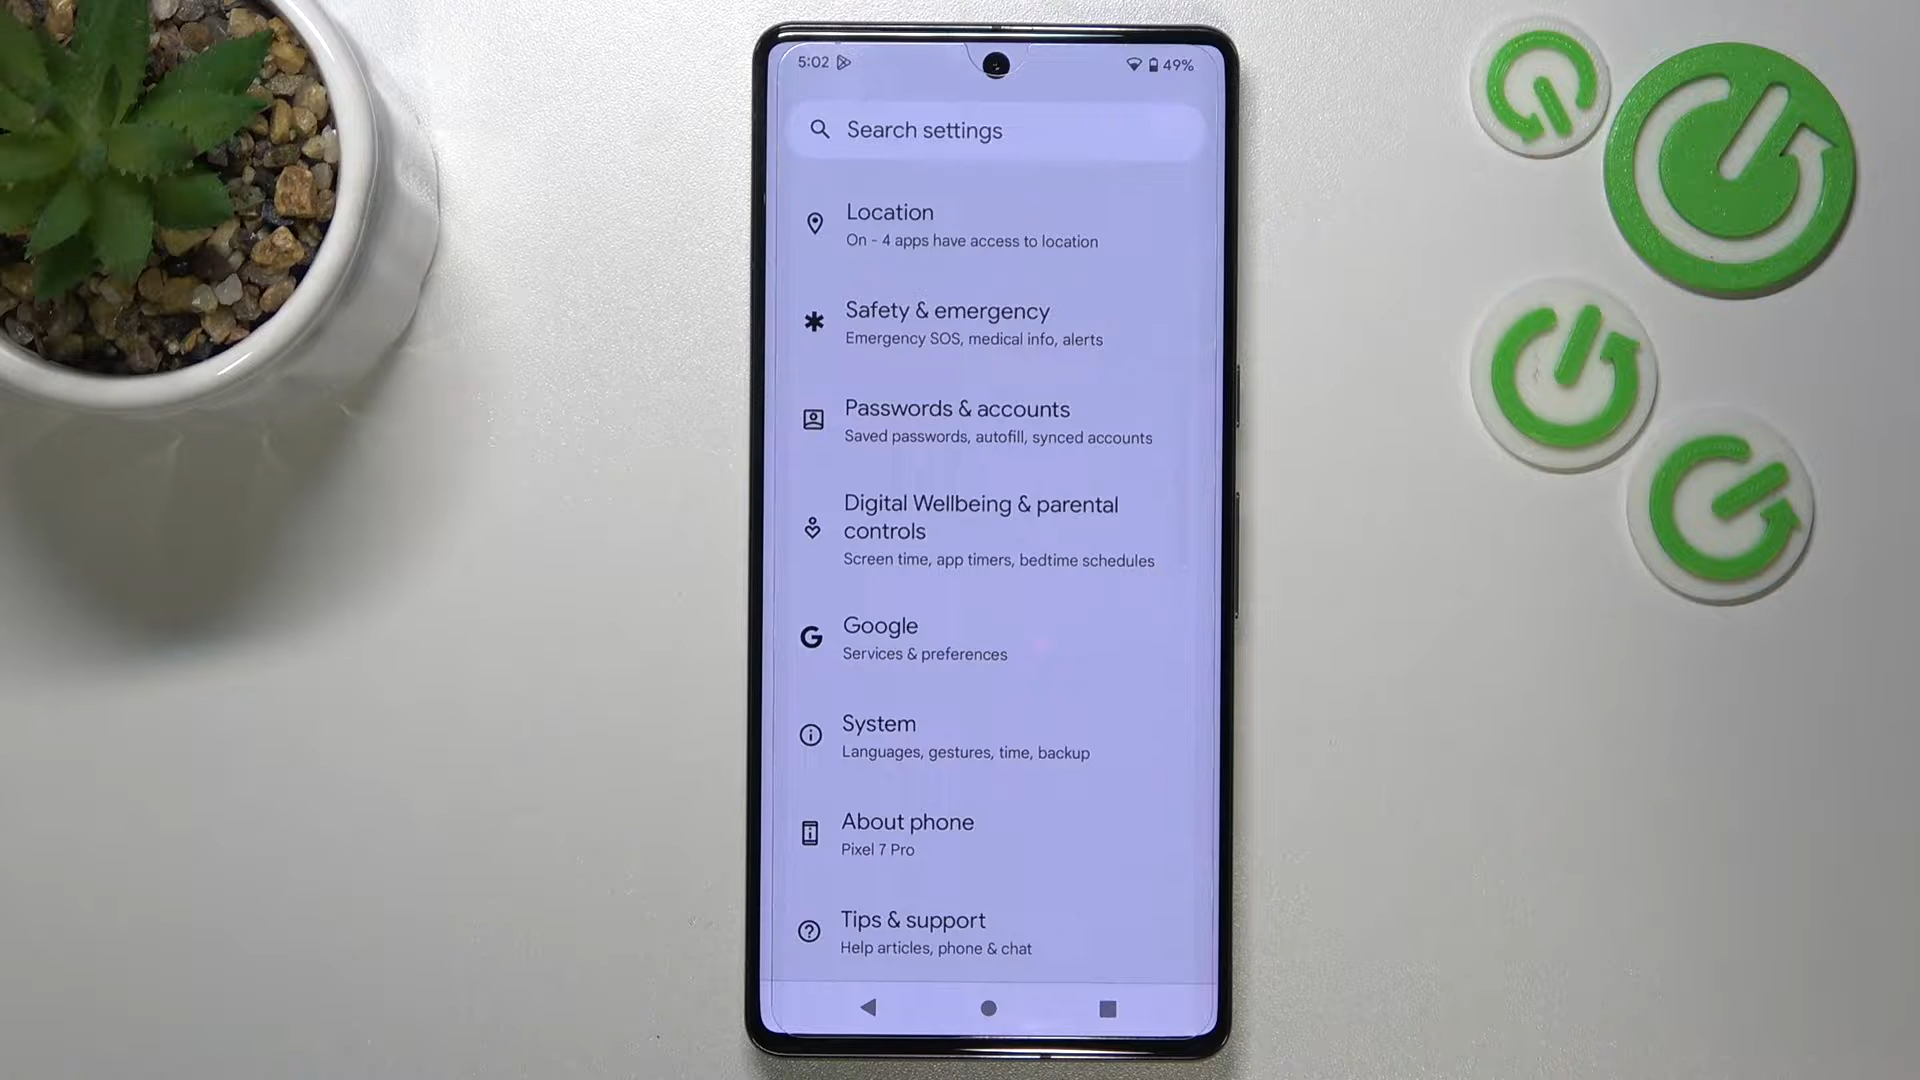 5:02
49%
Search settings
Location
On - 4 apps have access to location
Safety & emergency
Emergency SOS, medical info, alerts
Passwords & accounts
Saved passwords, autofill, synced accounts
Digital Wellbeing & parental
controls
Screen time, app timers, bedtime schedules
Google
Services & preferences
System
Languages, gestures, time, backup
About phone
Pixel 7 Pro
Tips & support
Help articles, phone & chat